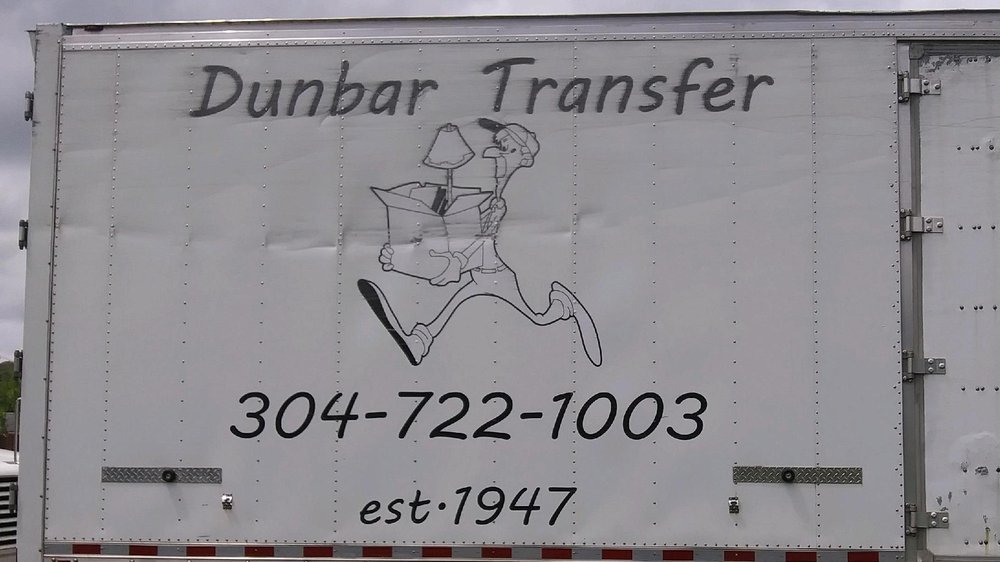 Dunbar Transfer
304-722-1003
est·1947